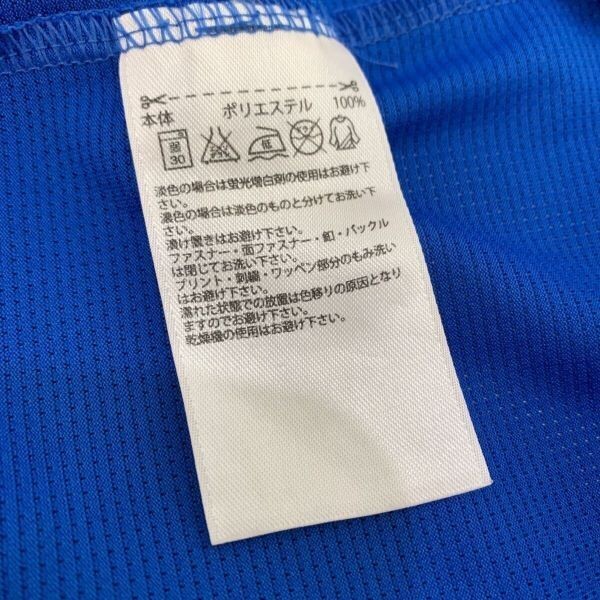 本体 ポリエステル 100%
弱 30 低
淡色の場合は蛍光増白剤の使用はお避け下
さい。
濃色の場合は淡色のものと分けてお洗い下
さい。
漬け置きはお避け下さい。
ファスナー・面ファスナー・釦・バックル
は閉じてお洗い下さい。
プリント・刺繍・ワッペン部分のもみ洗い
はお避け下さい。
濡れた状態での放置は色移りの原因となり
ますのでお避け下さい。
乾燥機の使用はお避け下さい。